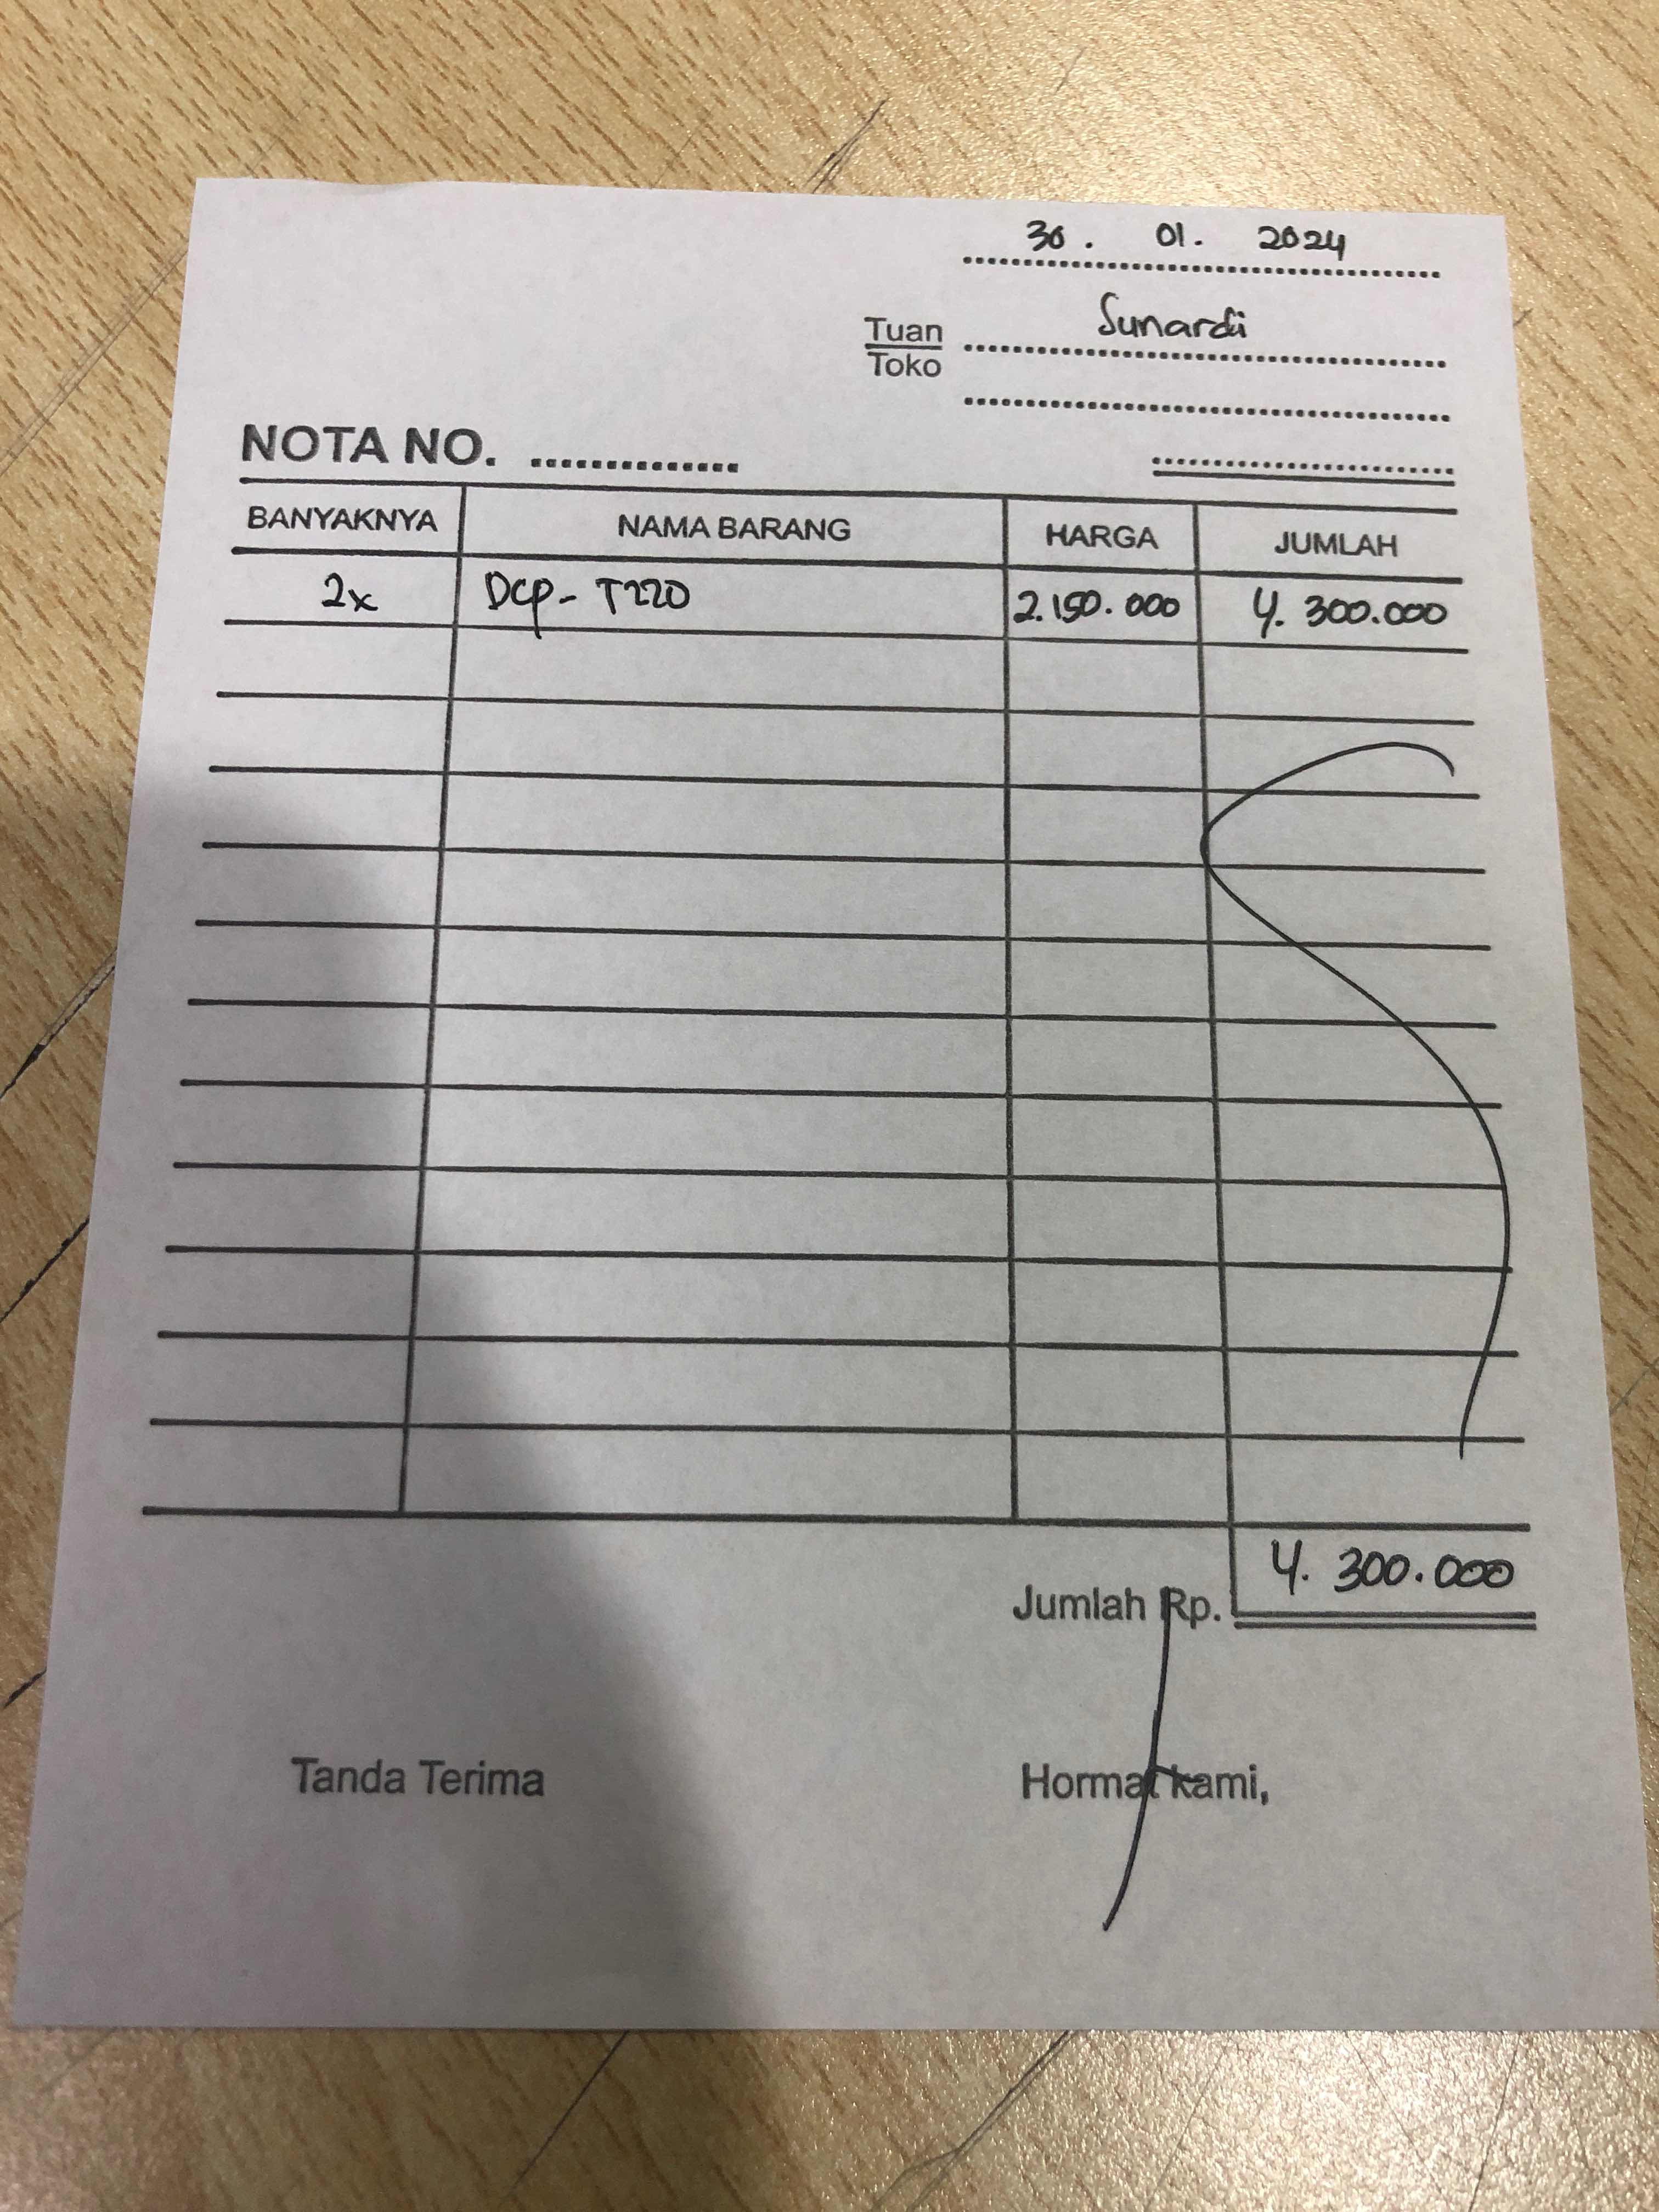 30. 01. 2024
Tuan Sunardi
Toko
NOTA NO.
BANYAKNYA NAMA BARANG HARGA JUMLAH
2x DCP- T220 2.150.000 4.300.000
Jumlah Rp. 4.300.000
Tanda Terima Hormat kami,